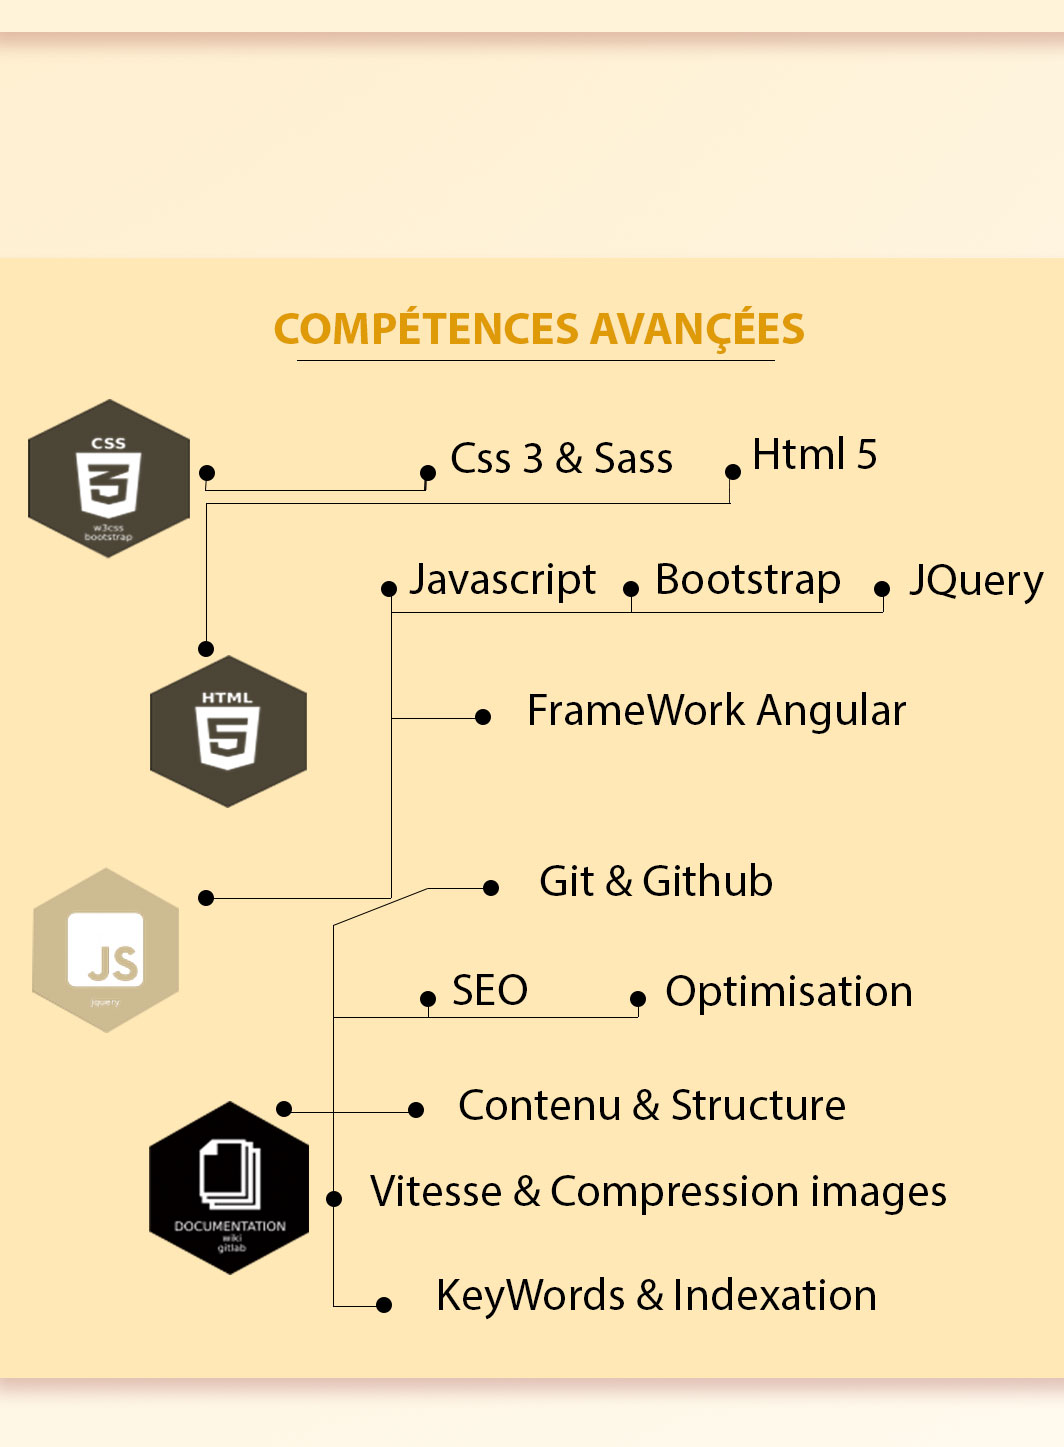 COMPÉTENCES AVANÇÉES
CSS
3
w3css
bootstrap
Css 3 & Sass
Html 5
Javascript
Bootstrap
JQuery
HTML
5
FrameWork Angular
JS
jquery
Git & Github
SEO
Optimisation
Contenu & Structure
DOCUMENTATION
wiki
gitlab
Vitesse & Compression images
KeyWords & Indexation